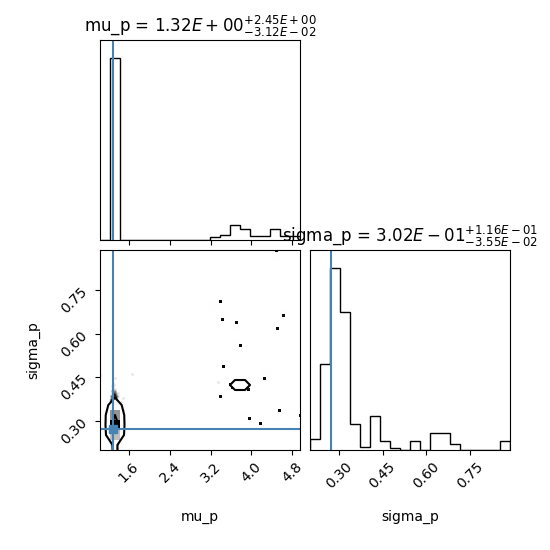 mu_p = 1.32E + 00+2.45E+00−3.12E−02
sigma_p = 3.02E − 01+1.16E−01−3.55E−02
sigma_p
0.75
0.60
0.45
0.30
1.6 2.4 3.2 4.0 4.8
0.30 0.45 0.60 0.75
mu_p
sigma_p